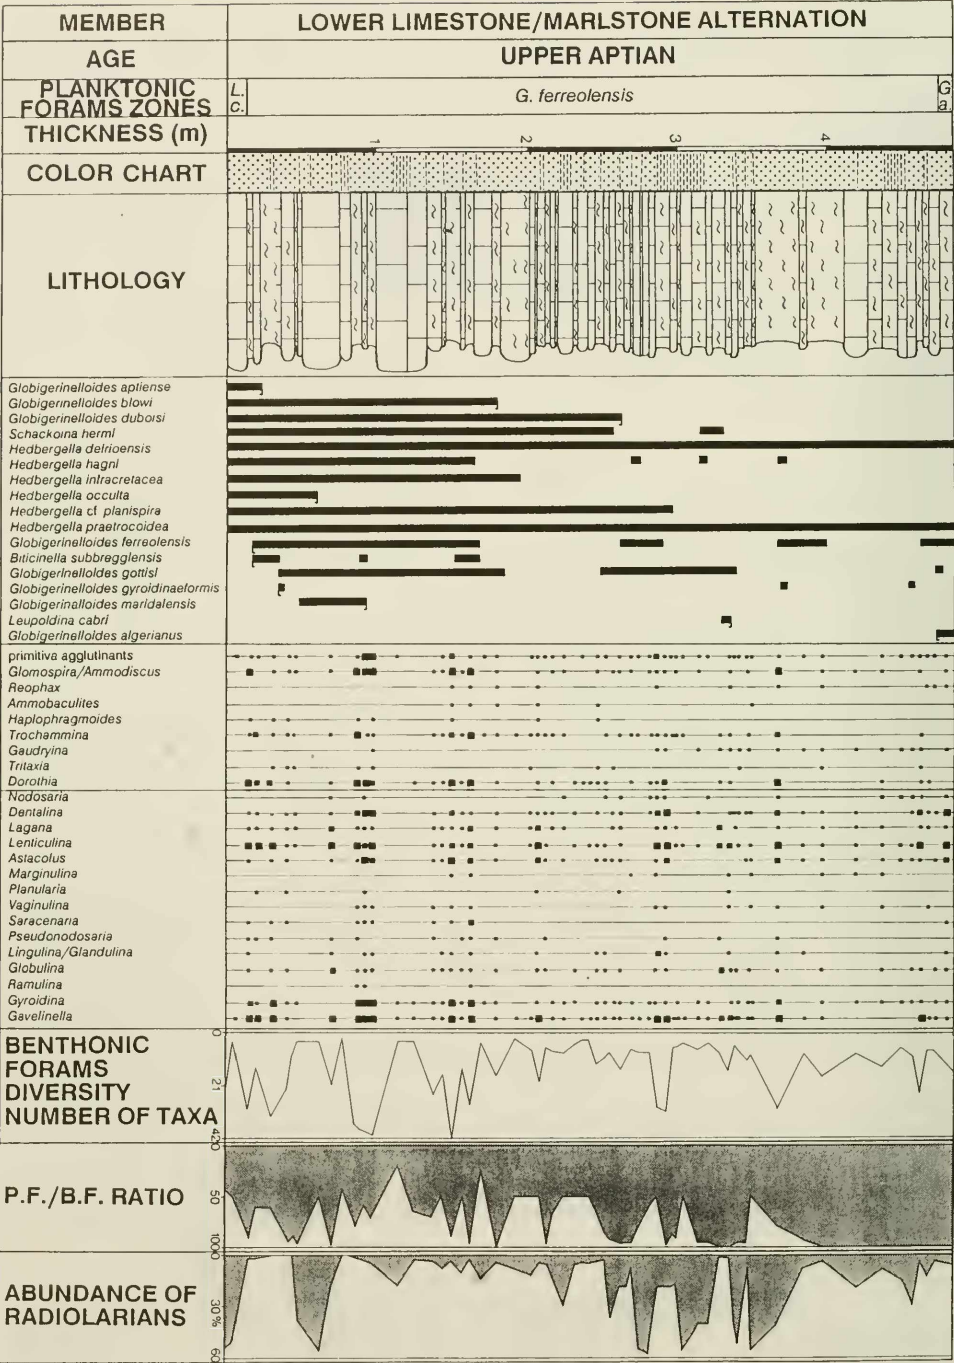 MEMBER
LOWER LIMESTONE/MARLSTONE ALTERNATION
AGE
UPPER APTIAN
PLANKTONIC
FORAMS ZONES
L.
c.
G. ferreolensis
G
a.
THICKNESS (m)
1
2
3
4
COLOR CHART
LITHOLOGY
Globigerinelloides aptiense
Globigerinelloides blowi
Globigerinelloides duboisi
Schackoina hermi
Hedbergella delrioensis
Hedbergella hagni
Hedbergella intracretacea
Hedbergella occulta
Hedbergella cf planispira
Hedbergella praetrocoidea
Globigerinelloides ferreolensis
Biticinella subbreggiensis
Globigerinelloides gottisi
Globigerinelloides gyroidinaeformis
Globigerinelloides maridalensis
Leupoldina cabri
Globigerinelloides algerianus
primitiva agglutinants
Glomospira/Ammodiscus
Reophax
Ammobaculites
Haplophragmoides
Trochammina
Gaudryina
Tritaxia
Dorothia
Nodosaria
Dentalina
Lagana
Lenticulina
Astacolus
Marginulina
Planularia
Vaginulina
Saracenaria
Pseudonodosaria
Lingulina/Glandulina
Globulina
Ramulina
Gyroidina
Gavelinella
BENTHONIC
FORAMS
DIVERSITY
NUMBER OF TAXA
0
21
42
P.F./B.F. RATIO
0
50
100
ABUNDANCE OF
RADIOLARIANS
0
30%
60